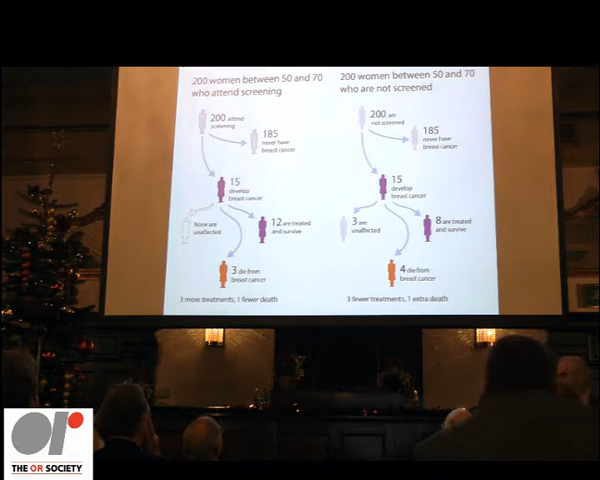 200 women between 50 and 70
who attend screening
200 attend
screening
185
never have
breast cancer
15
develop
breast cancer
None are
unaffected
12 are treated
and survive
3 die from
breast cancer
3 more treatments, 1 fewer death
200 women between 50 and 70
who are not screened
200 are
not screened
185
never have
breast cancer
15
develop
breast cancer
3 are
unaffected
8 are treated
and survive
4 die from
breast cancer
3 fewer treatments, 1 extra death
or
THE OR SOCIETY